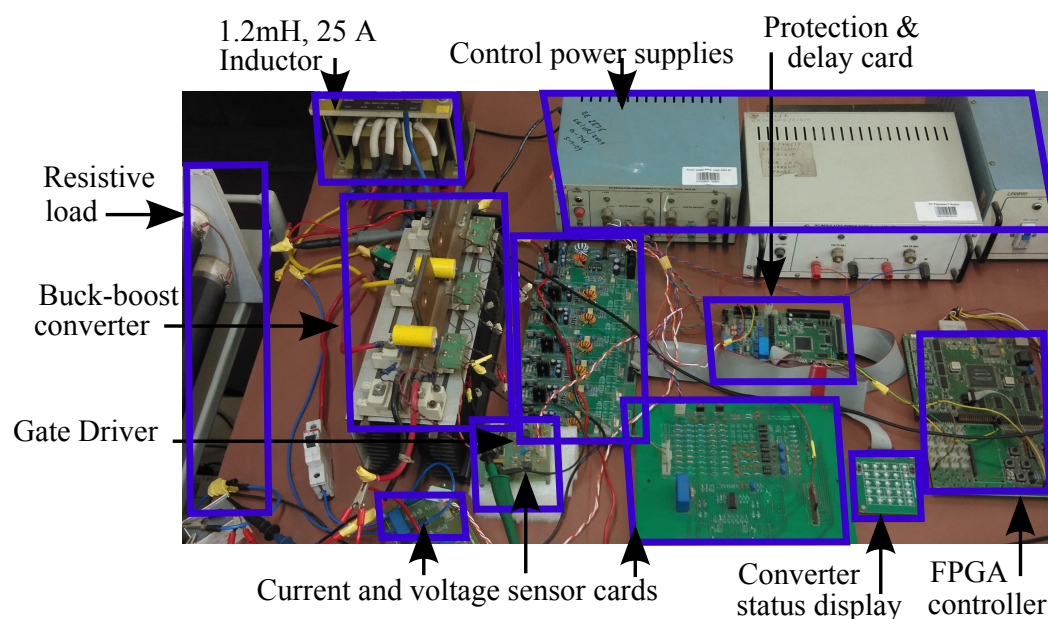 1.2mH, 25 A
Inductor
Control power supplies
Protection &
delay card
Resistive
load
Buck-boost
converter
Gate Driver
Current and voltage sensor cards
Converter
status display
FPGA
controller